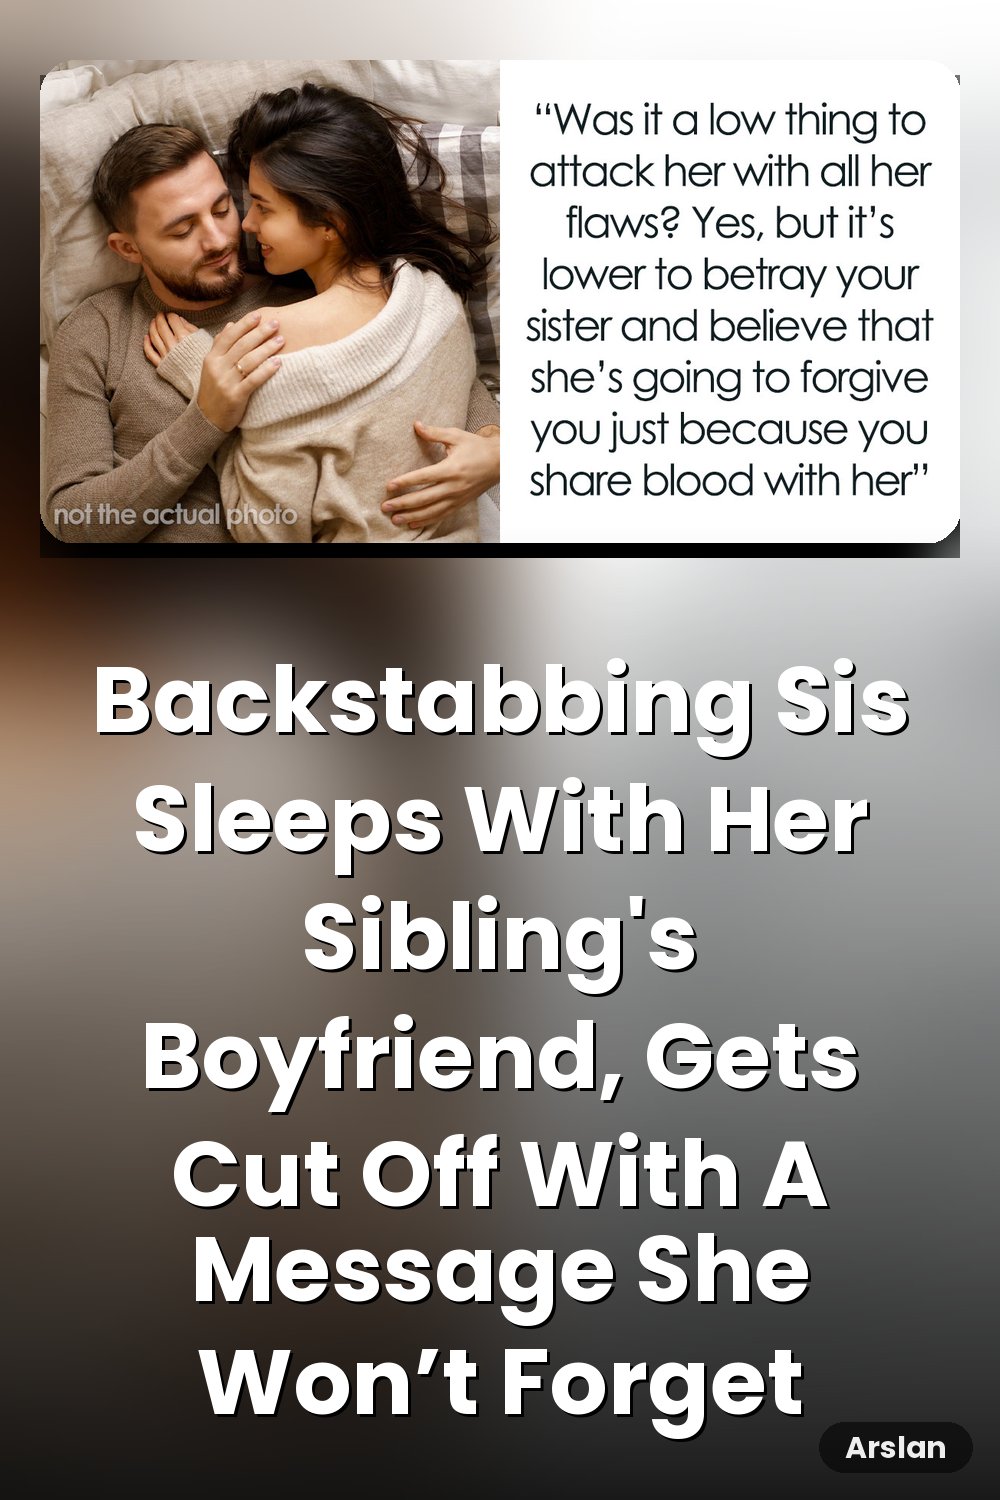 “Was it a low thing to
attack her with all her
flaws? Yes, but it’s
lower to betray your
sister and believe that
she’s going to forgive
you just because you
share blood with her”
not the actual photo
Backstabbing Sis
Sleeps With Her
Sibling's
Boyfriend, Gets
Cut Off With A
Message She
Won’t Forget
Arslan